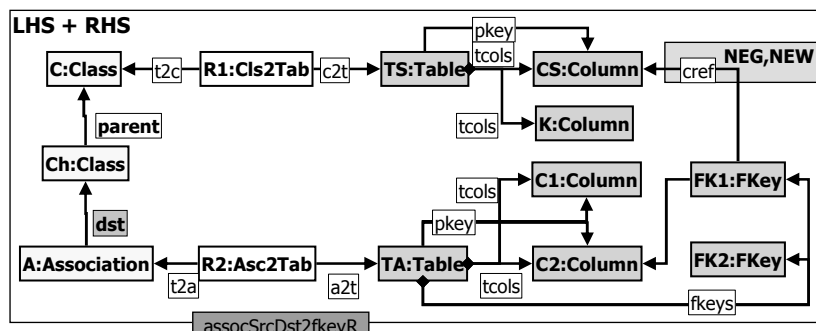 LHS + RHS
pkey
NEG,NEW
tcols
C:Class
t2c
R1:Cls2Tab
c2t
TS:Table
CS:Column
cref
parent
tcols
K:Column
Ch:Class
tcols
C1:Column
FK1:FKey
dst
pkey
A:Association
R2:Asc2Tab
TA:Table
C2:Column
FK2:FKey
t2a
a2t
tcols
fkeys
assocSrcDst2fkeyR